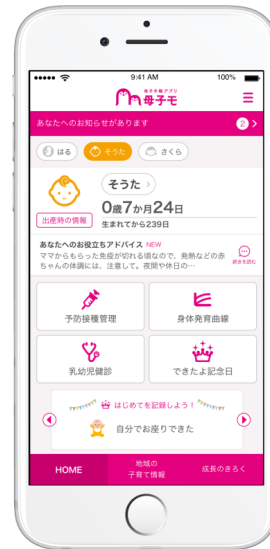 9:41 AM
100%
母子手帳アプリ
母子モ
あなたへのお知らせがあります
2
はる
そうた
さくら
そうた
0歳7か月24日
出産時の情報
生まれてから239日
あなたへのお役立ちアドバイス NEW
ママからもらった免疫が切れる頃なので、発熱などの赤
ちゃんの体調には、注意して。夜間や休日の…
続きを読む
予防接種管理
身体発育曲線
乳幼児健診
できたよ記念日
はじめてを記録しよう!
自分でお座りできた
HOME
地域の
子育て情報
成長のきろく